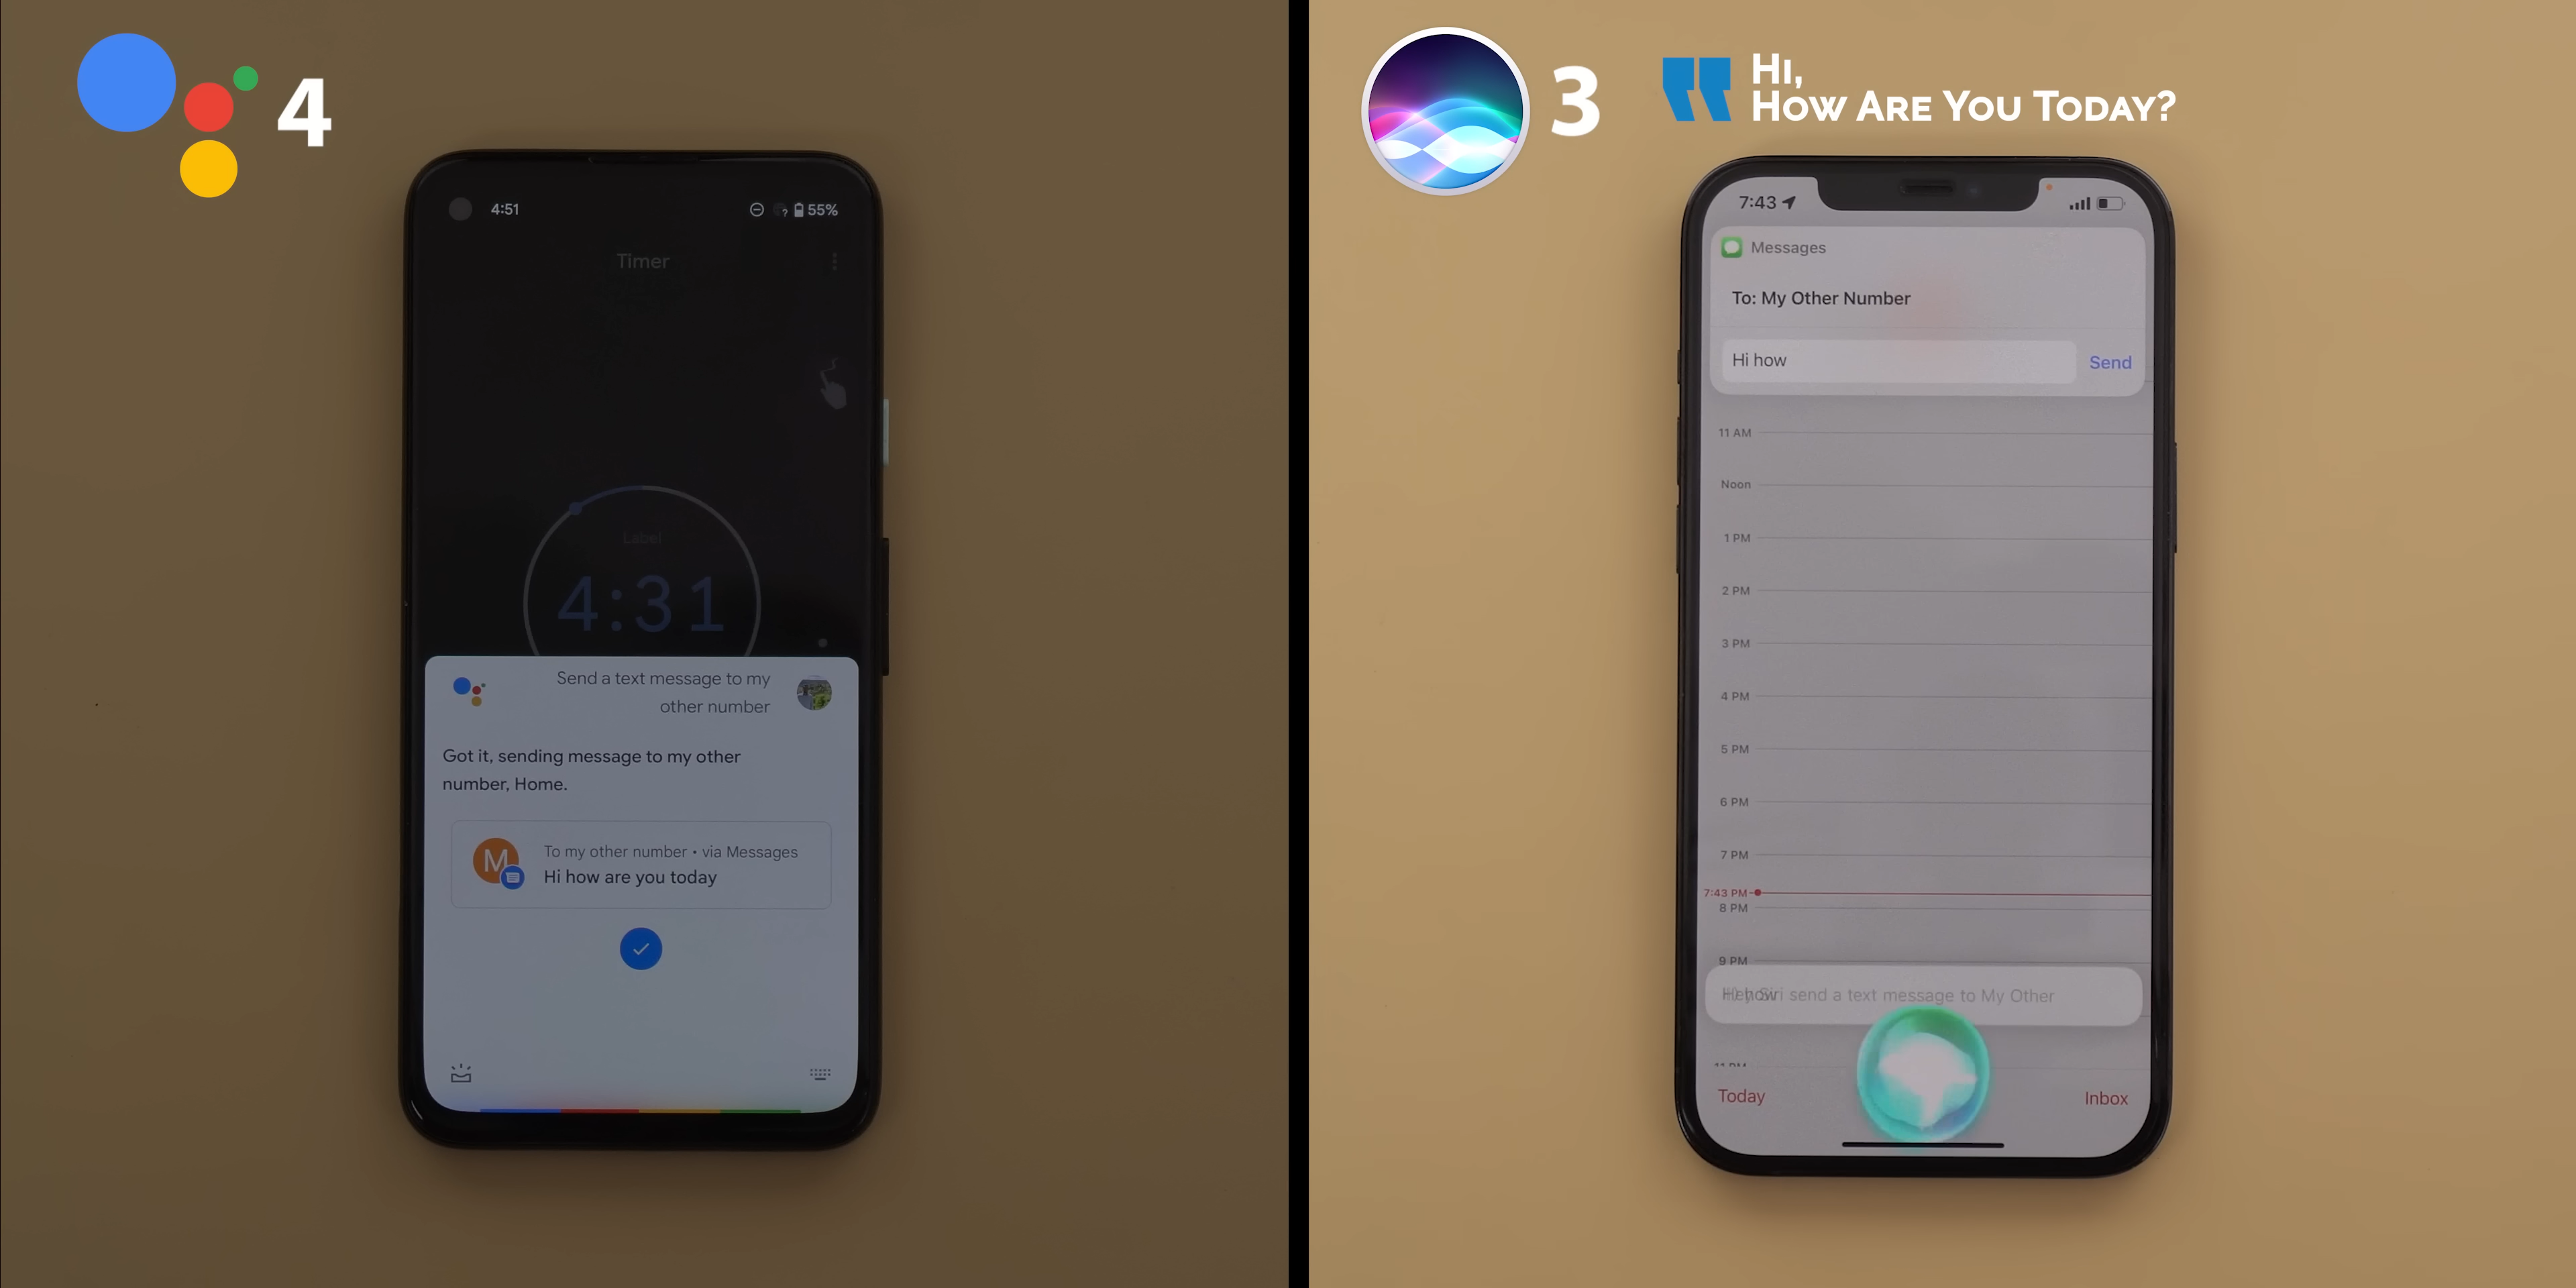 4
4:51
55%
Timer
Label
4:31
Send a text message to my
other number
Got it, sending message to my other
number, Home.
M
To my other number • via Messages
Hi how are you today
3
Hi,
How Are You Today?
7:43
Messages
To: My Other Number
Hi how
Send
11 AM
Noon
1 PM
2 PM
3 PM
4 PM
5 PM
6 PM
7 PM
7:43 PM
8 PM
9 PM
send a text message to My Other
Today
Inbox